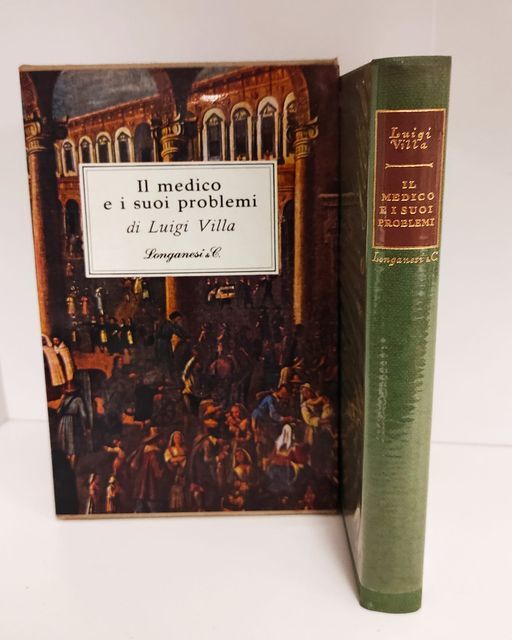 Il medico
e i suoi problemi
di Luigi Villa
Longanesi & C.
Luigi
Villa
IL
MEDICO
E I SUOI
PROBLEMI
Longanesi & C.